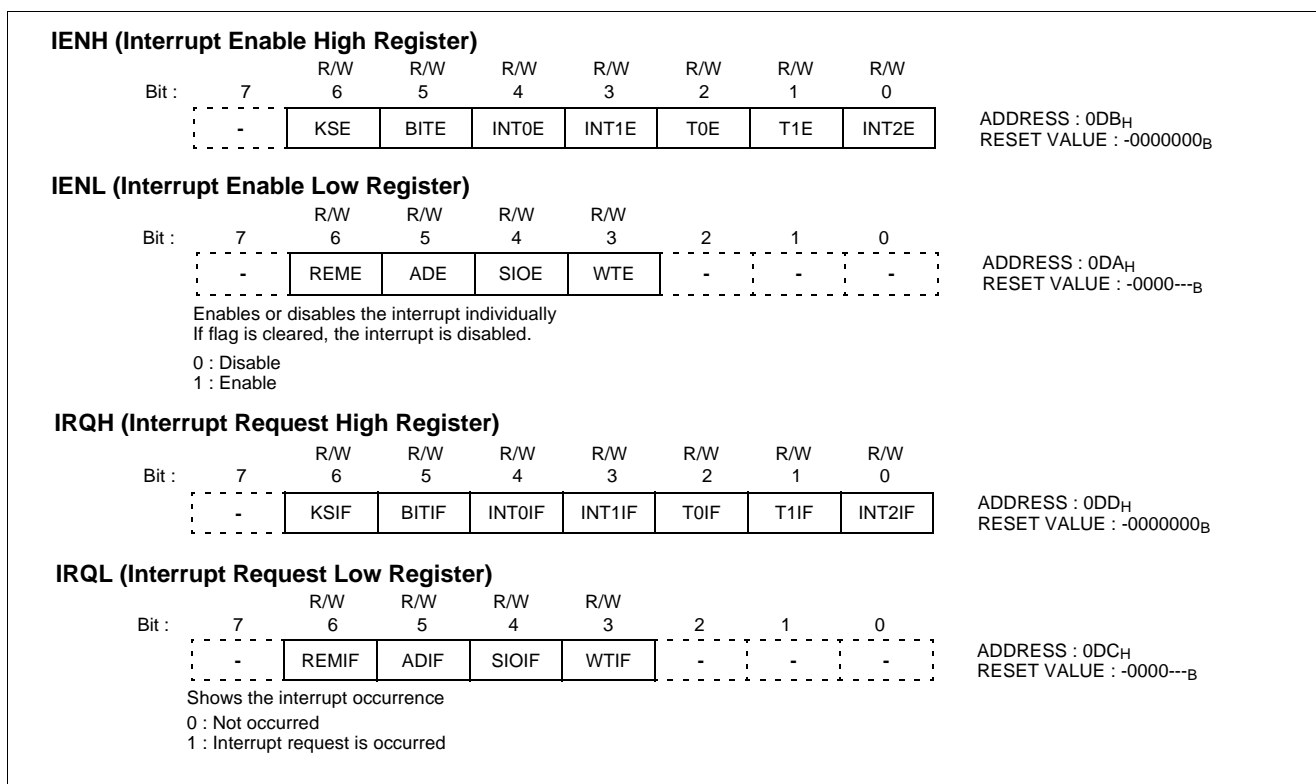 IENH (Interrupt Enable High Register)
R/W R/W R/W R/W R/W R/W R/W
Bit : 7 6 5 4 3 2 1 0
- KSE BITE INT0E INT1E T0E T1E INT2E
ADDRESS : 0DBH
RESET VALUE : -0000000B
IENL (Interrupt Enable Low Register)
R/W R/W R/W R/W
Bit : 7 6 5 4 3 2 1 0
- REME ADE SIOE WTE - - -
ADDRESS : 0DAH
RESET VALUE : -0000---B
Enables or disables the interrupt individually
If flag is cleared, the interrupt is disabled.
0 : Disable
1 : Enable
IRQH (Interrupt Request High Register)
R/W R/W R/W R/W R/W R/W R/W
Bit : 7 6 5 4 3 2 1 0
- KSIF BITIF INT0IF INT1IF T0IF T1IF INT2IF
ADDRESS : 0DDH
RESET VALUE : -0000000B
IRQL (Interrupt Request Low Register)
R/W R/W R/W R/W
Bit : 7 6 5 4 3 2 1 0
- REMIF ADIF SIOIF WTIF - - -
ADDRESS : 0DCH
RESET VALUE : -0000---B
Shows the interrupt occurrence
0 : Not occurred
1 : Interrupt request is occurred